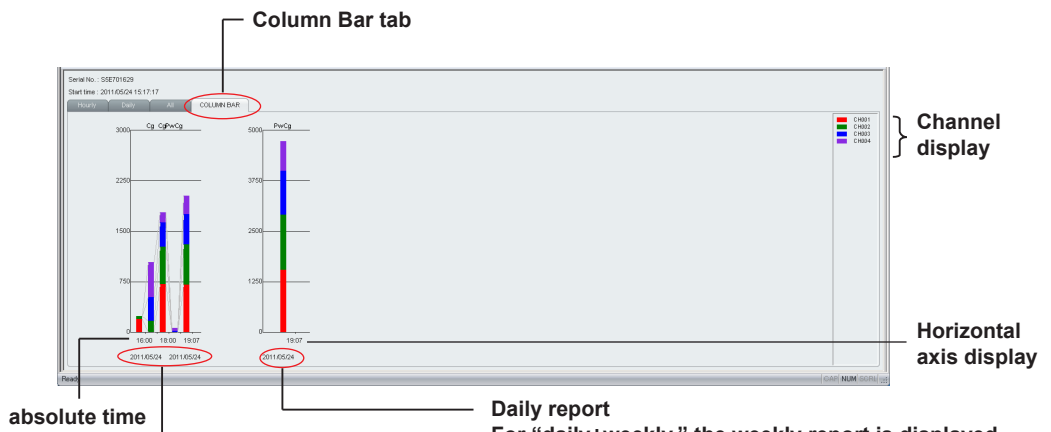 Column Bar tab
Serial No. : S5E701629
Start time : 2011/05/24 15:17:17
Hourly Daily All COLUMN BAR
Cg CgPwCg
PwCg
3000
2250
1500
750
0
5000
3750
2500
1250
0
16:00 18:00 19:07
19:07
2011/05/24 2011/05/24
2011/05/24
CH001
CH002
CH003
CH004
Channel
display
Horizontal
axis display
Ready
CAP NUM SCRL
absolute time
Daily report
For “daily+weekly,” the weekly report is displayed